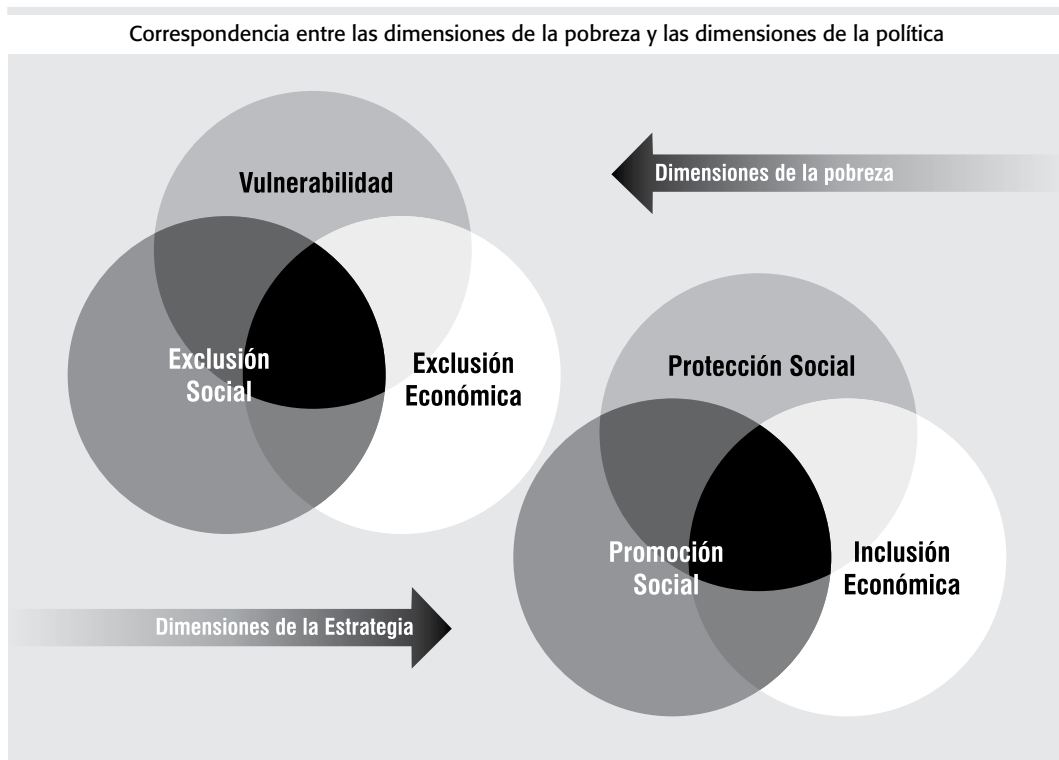 Correspondencia entre las dimensiones de la pobreza y las dimensiones de la política
Vulnerabilidad
Exclusión
Social
Exclusión
Económica
Dimensiones de la pobreza
Protección Social
Promoción
Social
Inclusión
Económica
Dimensiones de la Estrategia